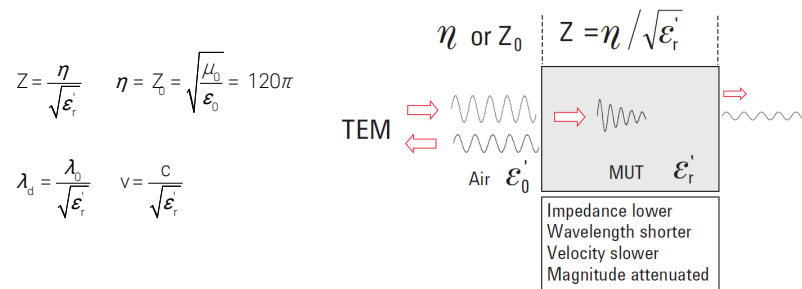 Z = η / √ε′r    η = Z0 = √(μ0 / ε0) = 120π
λd = λ0 / √ε′r    v = c / √ε′r
η or Z0    Z = η / √ε′r
TEM
Air ε′0    MUT ε′r
Impedance lower
Wavelength shorter
Velocity slower
Magnitude attenuated